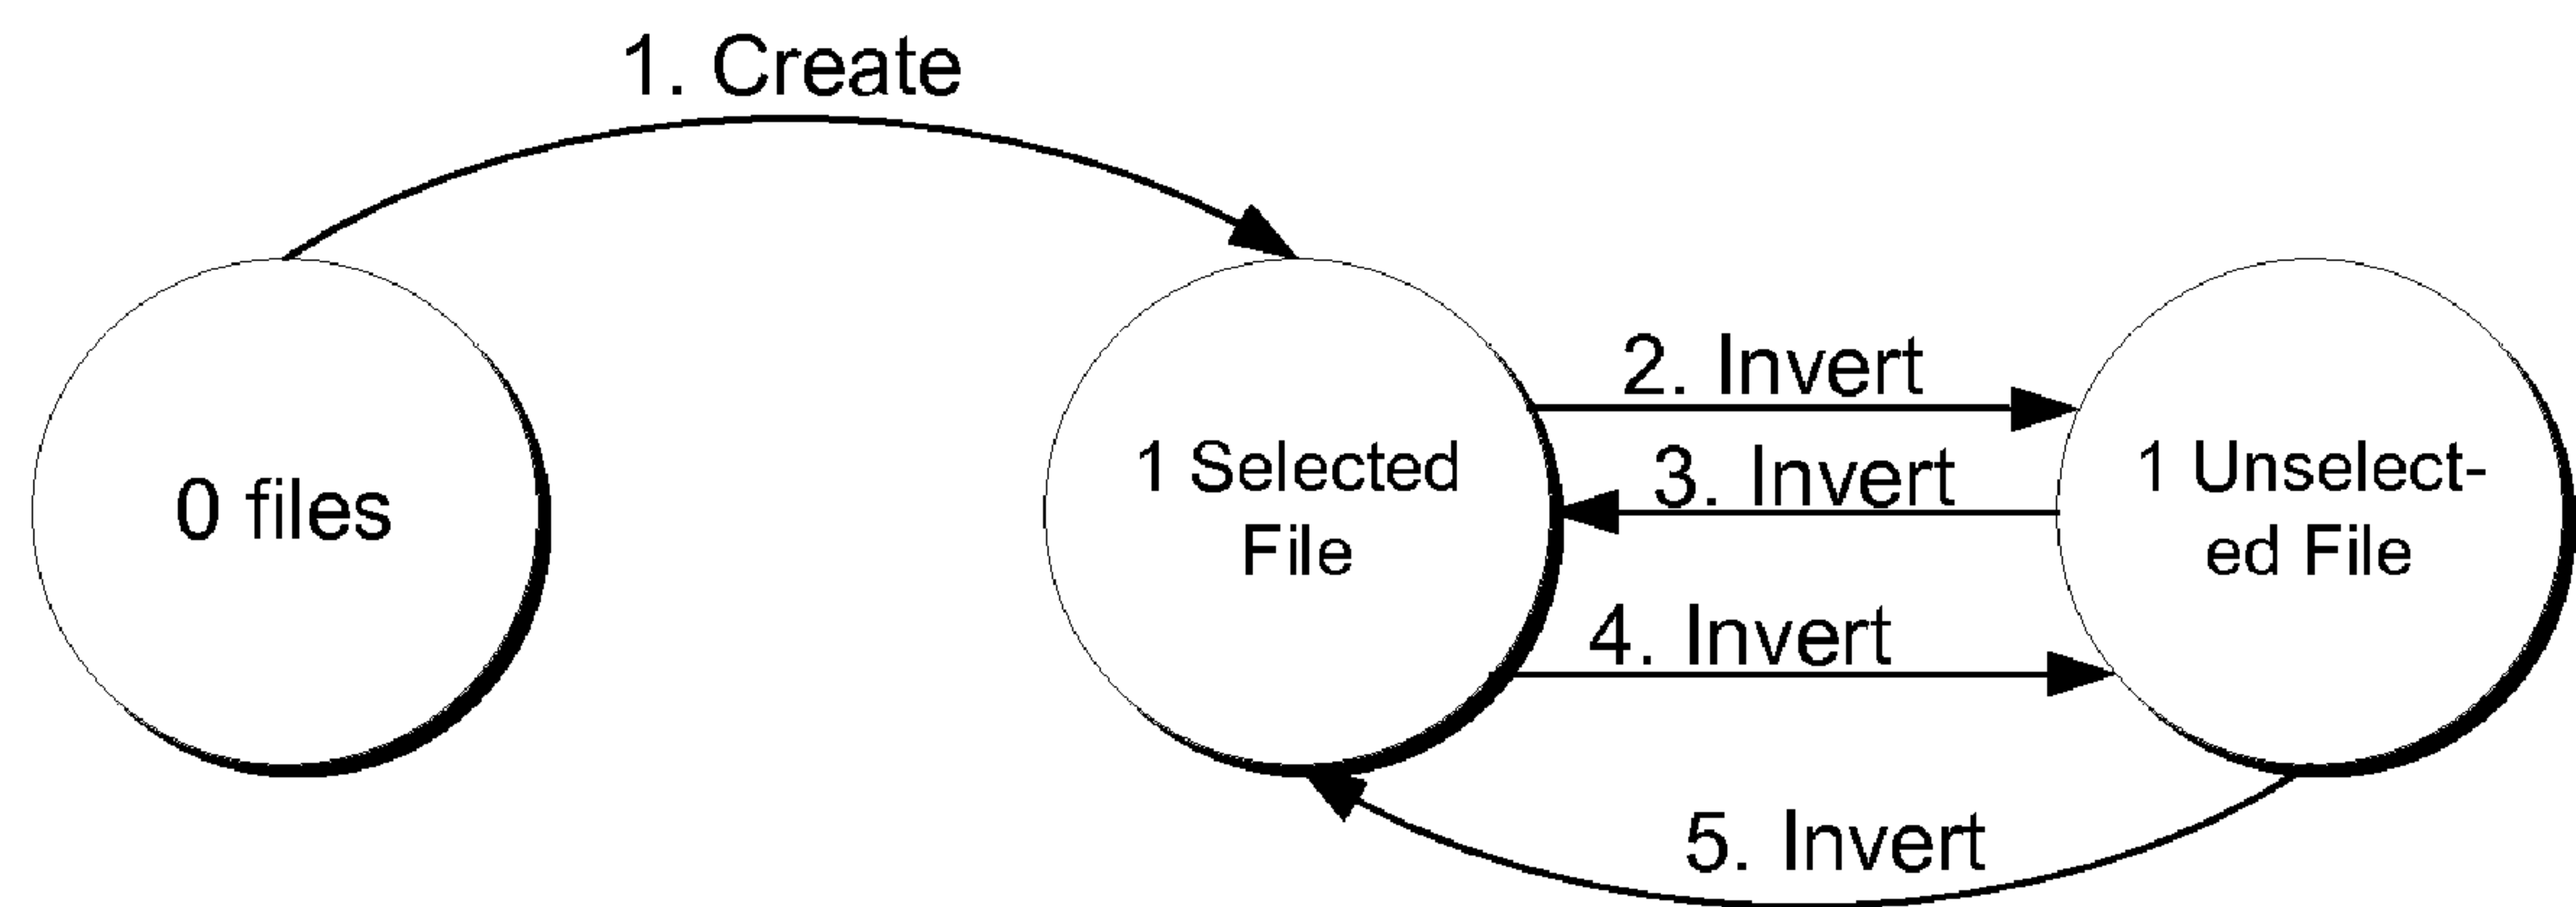 1. Create
0 files
1 Selected
File
2. Invert
3. Invert
4. Invert
5. Invert
1 Unselect-
ed File